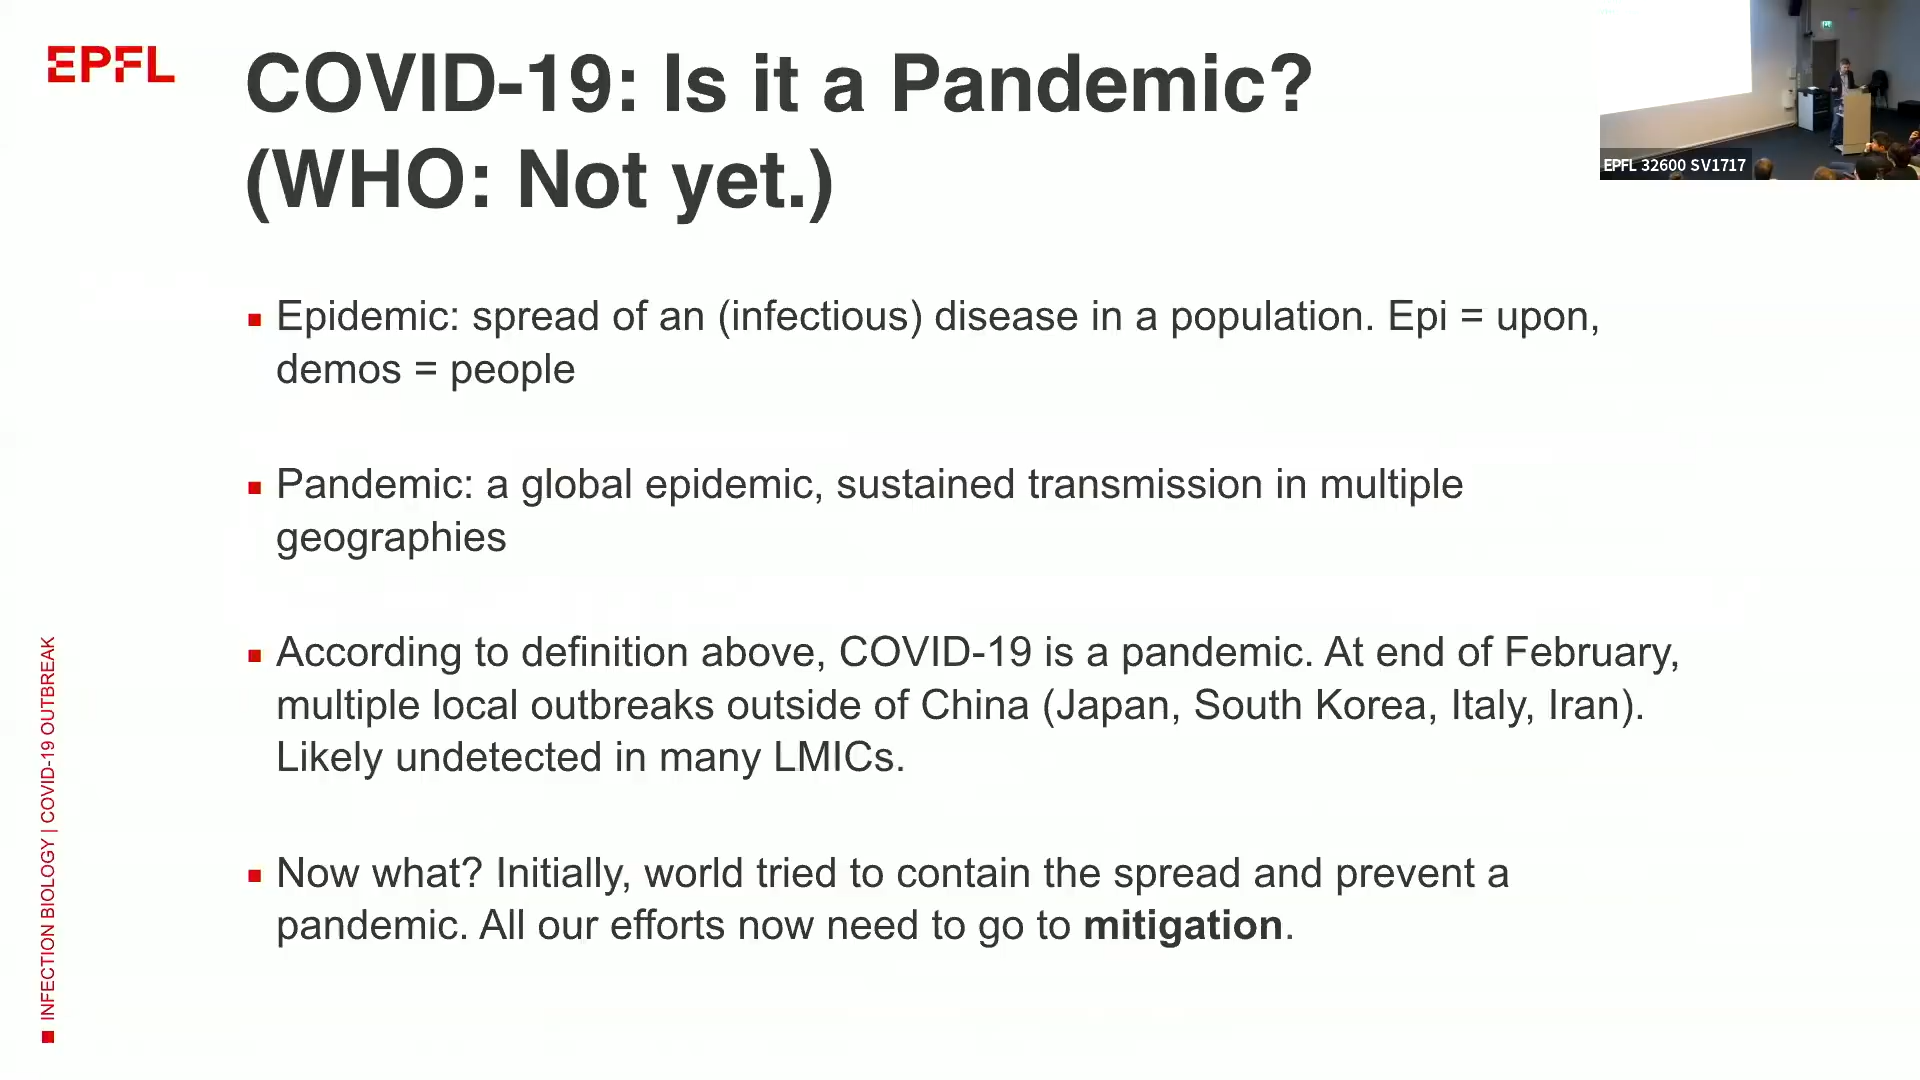 EPFL
COVID-19: Is it a Pandemic?
(WHO: Not yet.)
EPFL 32600 SV1717
Epidemic: spread of an (infectious) disease in a population. Epi = upon,
demos = people
Pandemic: a global epidemic, sustained transmission in multiple
geographies
According to definition above, COVID-19 is a pandemic. At end of February,
multiple local outbreaks outside of China (Japan, South Korea, Italy, Iran).
Likely undetected in many LMICs.
Now what? Initially, world tried to contain the spread and prevent a
pandemic. All our efforts now need to go to mitigation.
INFECTION BIOLOGY | COVID-19 OUTBREAK